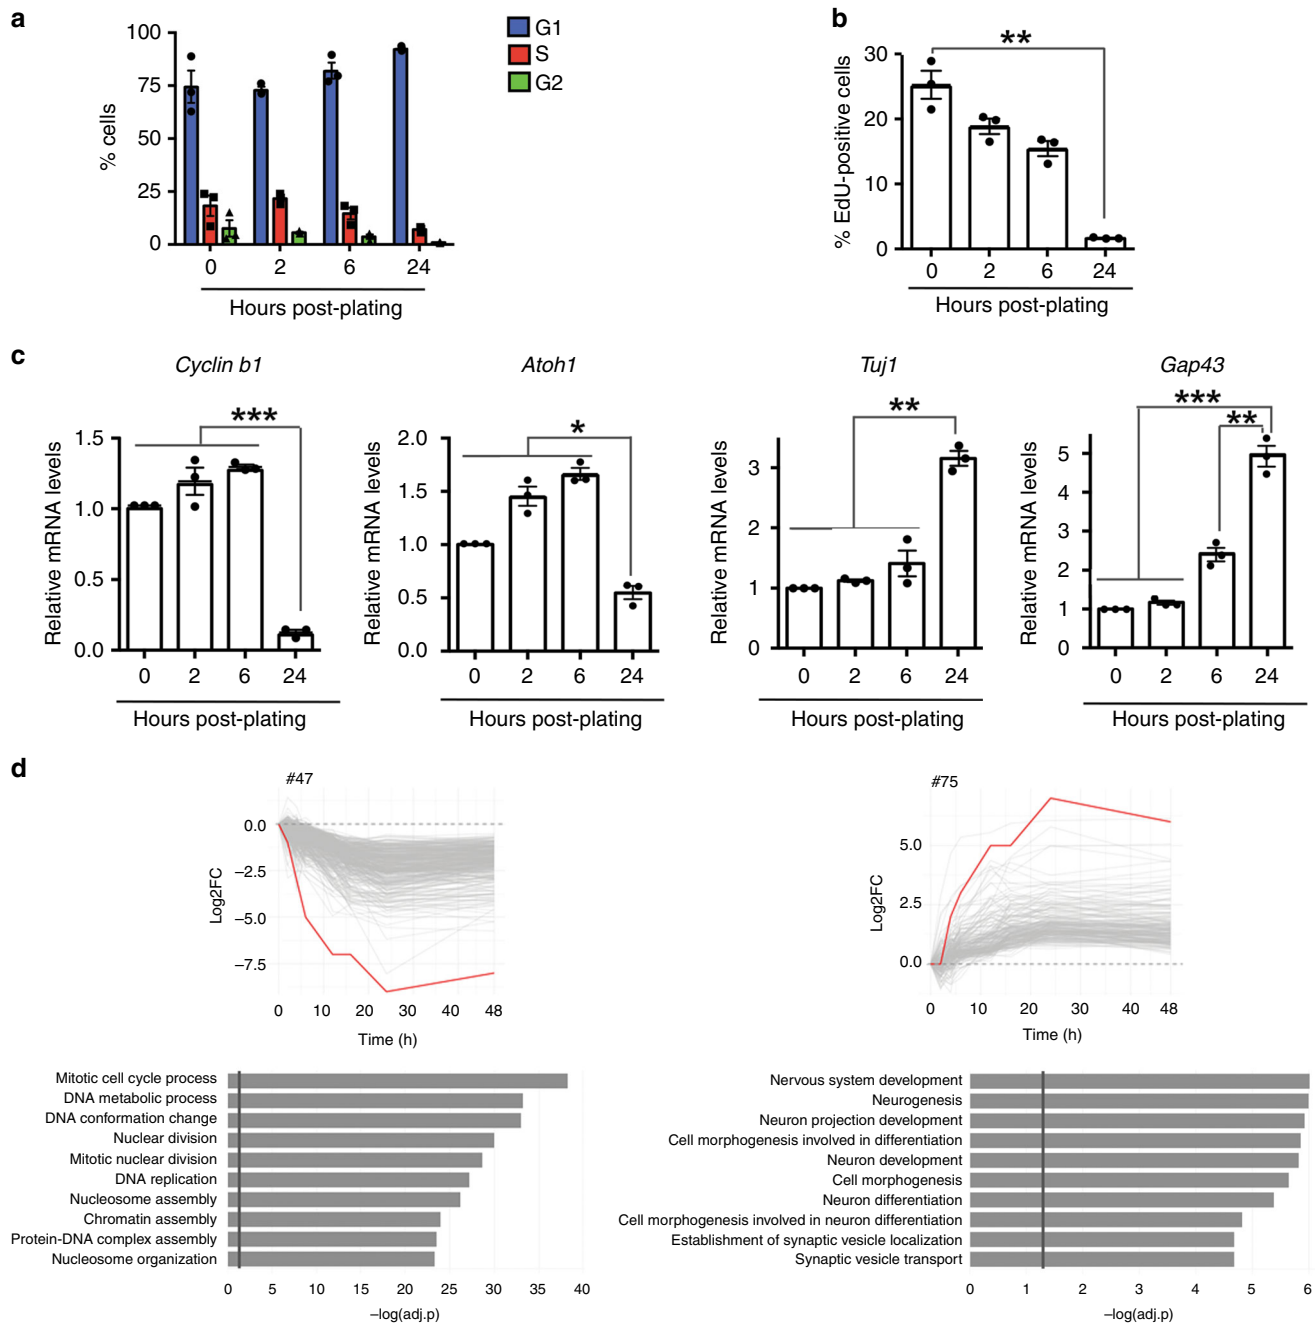 a
100
75
50
25
0
% cells
0 2 6 24
Hours post-plating
G1
S
G2
b
**
30
20
10
0
% EdU-positive cells
0 2 6 24
Hours post-plating
c
Cyclin b1
***
1.5
1.0
0.5
0.0
Relative mRNA levels
0 2 6 24
Hours post-plating
Atoh1
*
2.0
1.5
1.0
0.5
0.0
Relative mRNA levels
0 2 6 24
Hours post-plating
Tuj1
**
3
2
1
0
Relative mRNA levels
0 2 6 24
Hours post-plating
Gap43
***
**
5
4
3
2
1
0
Relative mRNA levels
0 2 6 24
Hours post-plating
d
#47
0.0
−2.5
−5.0
−7.5
Log2FC
0 10 20 30 40 48
Time (h)
#75
5.0
2.5
0.0
Log2FC
0 10 20 30 40 48
Time (h)
Mitotic cell cycle process
DNA metabolic process
DNA conformation change
Nuclear division
Mitotic nuclear division
DNA replication
Nucleosome assembly
Chromatin assembly
Protein-DNA complex assembly
Nucleosome organization
0 5 10 15 20 25 30 35 40
−log(adj.p)
Nervous system development
Neurogenesis
Neuron projection development
Cell morphogenesis involved in differentiation
Neuron development
Cell morphogenesis
Neuron differentiation
Cell morphogenesis involved in neuron differentiation
Establishment of synaptic vesicle localization
Synaptic vesicle transport
0 1 2 3 4 5 6
−log(adj.p)